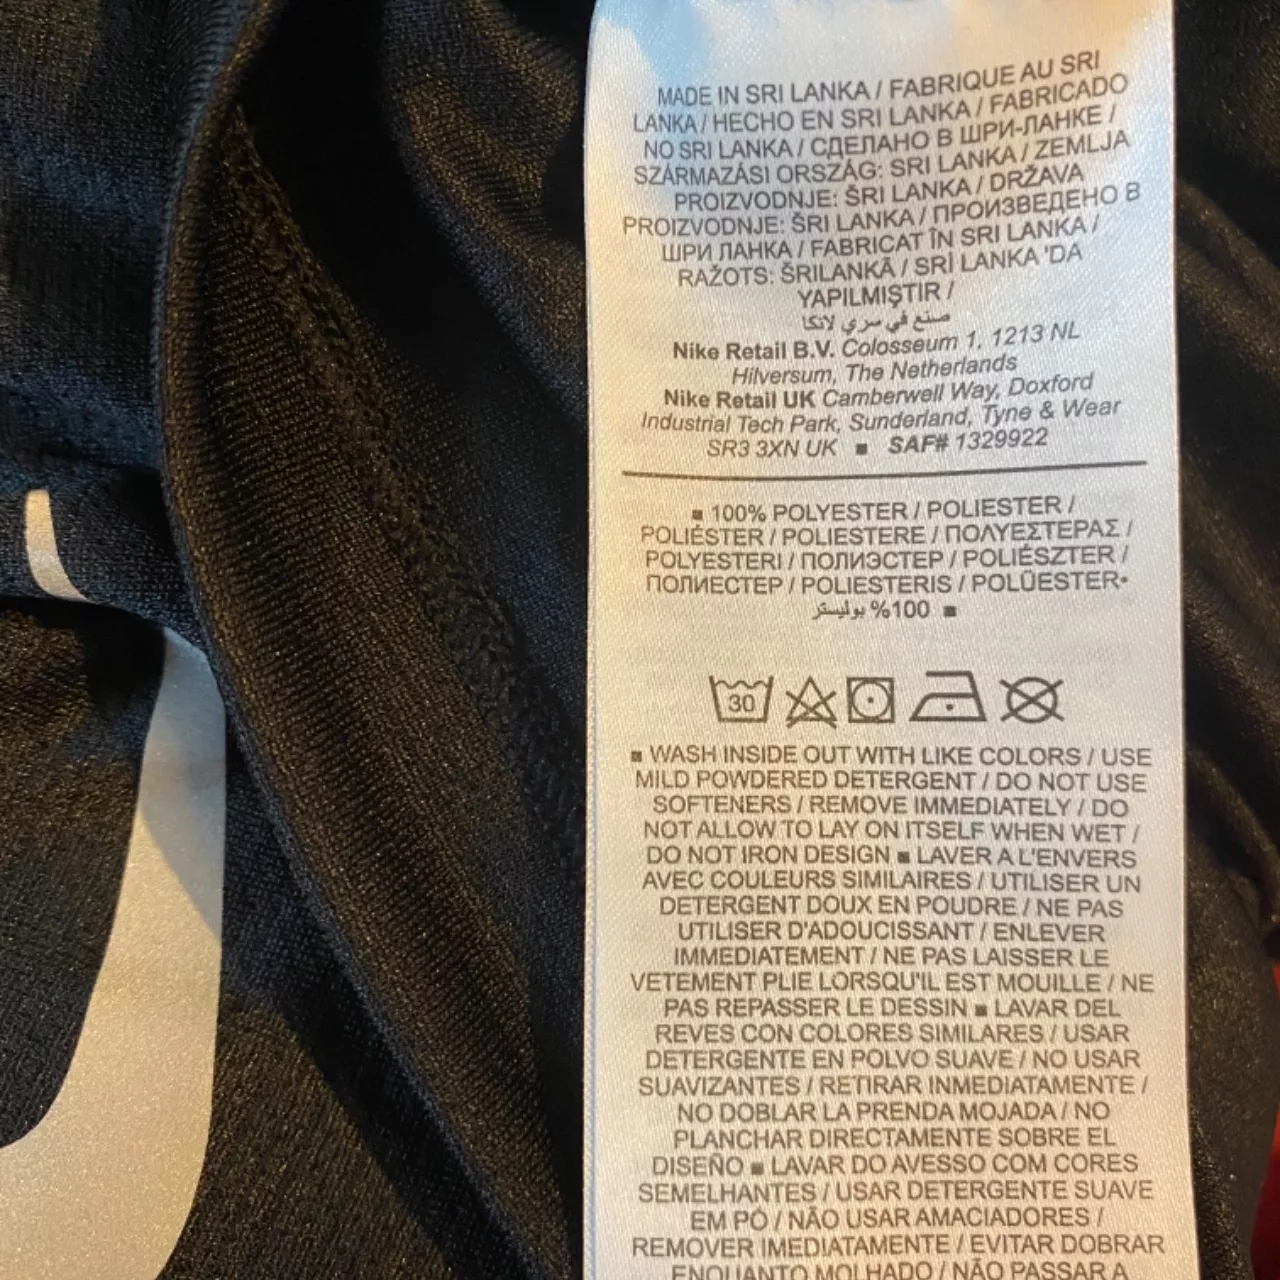 MADE IN SRI LANKA / FABRIQUE AU SRI
LANKA / HECHO EN SRI LANKA / FABRICADO
NO SRI LANKA / СДЕЛАНО В ШРИ-ЛАНКЕ /
SZÁRMAZÁSI ORSZÁG: SRI LANKA / ZEMLJA
PROIZVODNJE: ŠRI LANKA / DRŽAVA
PROIZVODNJE: ŠRI LANKA / ПРОИЗВЕДЕНО В
ШРИ ЛАНКА / FABRICAT ÎN SRI LANKA /
RAŽOTS: ŠRILANKĀ / SRİ LANKA 'DA
YAPILMIŞTIR /
صنع في سري لانكا
Nike Retail B.V. Colosseum 1, 1213 NL
Hilversum, The Netherlands
Nike Retail UK Camberwell Way, Doxford
Industrial Tech Park, Sunderland, Tyne & Wear
SR3 3XN UK ■ SAF# 1329922
■ 100% POLYESTER / POLIESTER /
POLIÉSTER / POLIESTERE / ΠΟΛΥΕΣΤΕΡΑΣ /
POLYESTERI / ПОЛИЭСТЕР / POLIÉSZTER /
ПОЛИЕСТЕР / POLIESTERIS / POLÜESTER•
100% بوليستر ■
30
■ WASH INSIDE OUT WITH LIKE COLORS / USE
MILD POWDERED DETERGENT / DO NOT USE
SOFTENERS / REMOVE IMMEDIATELY / DO
NOT ALLOW TO LAY ON ITSELF WHEN WET /
DO NOT IRON DESIGN ■ LAVER A L'ENVERS
AVEC COULEURS SIMILAIRES / UTILISER UN
DETERGENT DOUX EN POUDRE / NE PAS
UTILISER D'ADOUCISSANT / ENLEVER
IMMEDIATEMENT / NE PAS LAISSER LE
VETEMENT PLIE LORSQU'IL EST MOUILLE / NE
PAS REPASSER LE DESSIN ■ LAVAR DEL
REVES CON COLORES SIMILARES / USAR
DETERGENTE EN POLVO SUAVE / NO USAR
SUAVIZANTES / RETIRAR INMEDIATAMENTE /
NO DOBLAR LA PRENDA MOJADA / NO
PLANCHAR DIRECTAMENTE SOBRE EL
DISEÑO ■ LAVAR DO AVESSO COM CORES
SEMELHANTES / USAR DETERGENTE SUAVE
EM PÓ / NÃO USAR AMACIADORES /
REMOVER IMEDIATAMENTE / EVITAR DOBRAR
ENQUANTO MOLHADO / NÃO PASSAR A